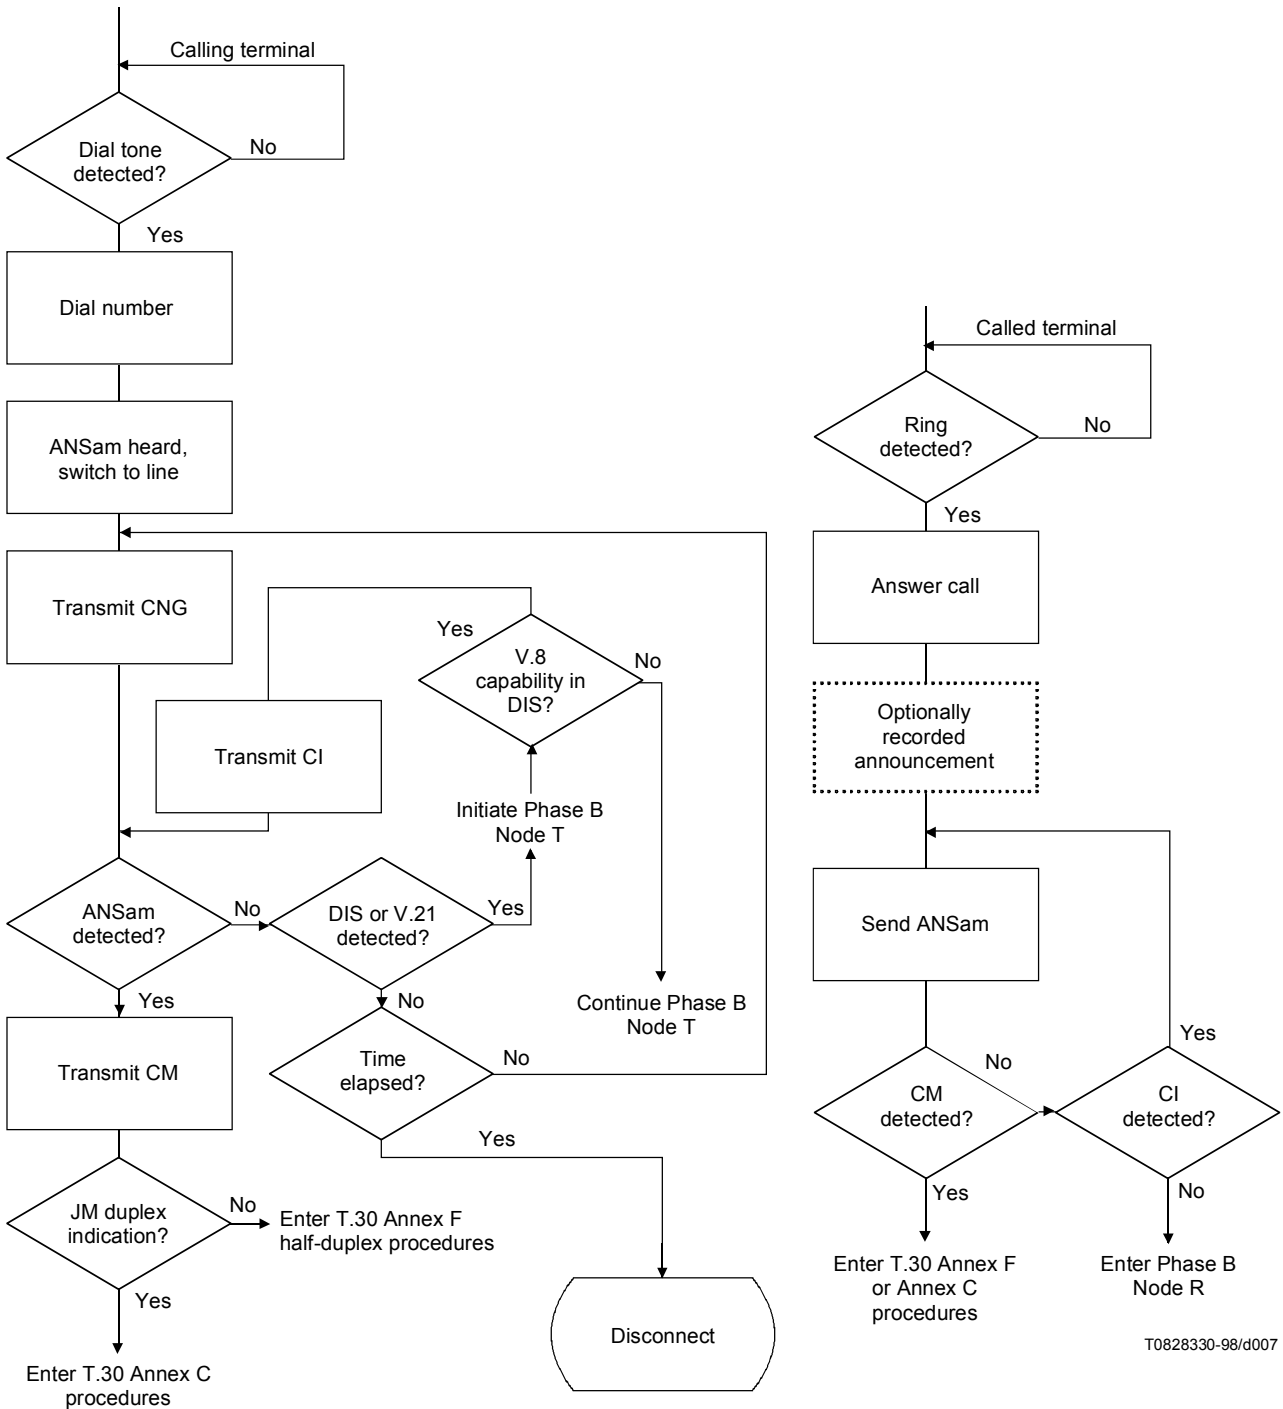 Calling terminal
Dial tone
detected?
No
Yes
Dial number
ANSam heard,
switch to line
Transmit CNG
Yes
V.8
capability in
DIS?
No
Transmit CI
Initiate Phase B
Node T
ANSam
detected?
No
DIS or V.21
detected?
Yes
Continue Phase B
Node T
Yes
No
Transmit CM
Time
elapsed?
No
Yes
JM duplex
indication?
No
Enter T.30 Annex F
half-duplex procedures
Yes
Disconnect
Enter T.30 Annex C
procedures
Called terminal
Ring
detected?
No
Yes
Answer call
Optionally
recorded
announcement
Send ANSam
Yes
No
CM
detected?
CI
detected?
Yes
No
Enter T.30 Annex F
or Annex C
procedures
Enter Phase B
Node R
T0828330-98/d007